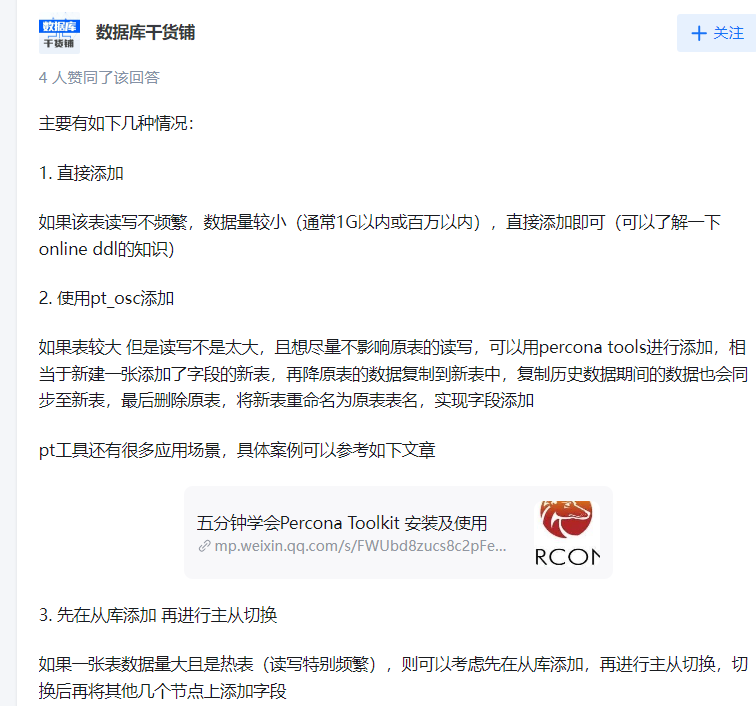 数据库
干货铺
数据库干货铺
+ 关注
4 人赞同了该回答
主要有如下几种情况：
1. 直接添加
如果该表读写不频繁，数据量较小（通常1G以内或百万以内），直接添加即可（可以了解一下
online ddl的知识）
2. 使用pt_osc添加
如果表较大 但是读写不是太大，且想尽量不影响原表的读写，可以用percona tools进行添加，相
当于新建一张添加了字段的新表，再降原表的数据复制到新表中，复制历史数据期间的数据也会同
步至新表，最后删除原表，将新表重命名为原表表名，实现字段添加
pt工具还有很多应用场景，具体案例可以参考如下文章
五分钟学会Percona Toolkit 安装及使用
mp.weixin.qq.com/s/FWUbd8zucs8c2pFe...
RCON
3. 先在从库添加 再进行主从切换
如果一张表数据量大且是热表（读写特别频繁），则可以考虑先在从库添加，再进行主从切换，切
换后再将其他几个节点上添加字段